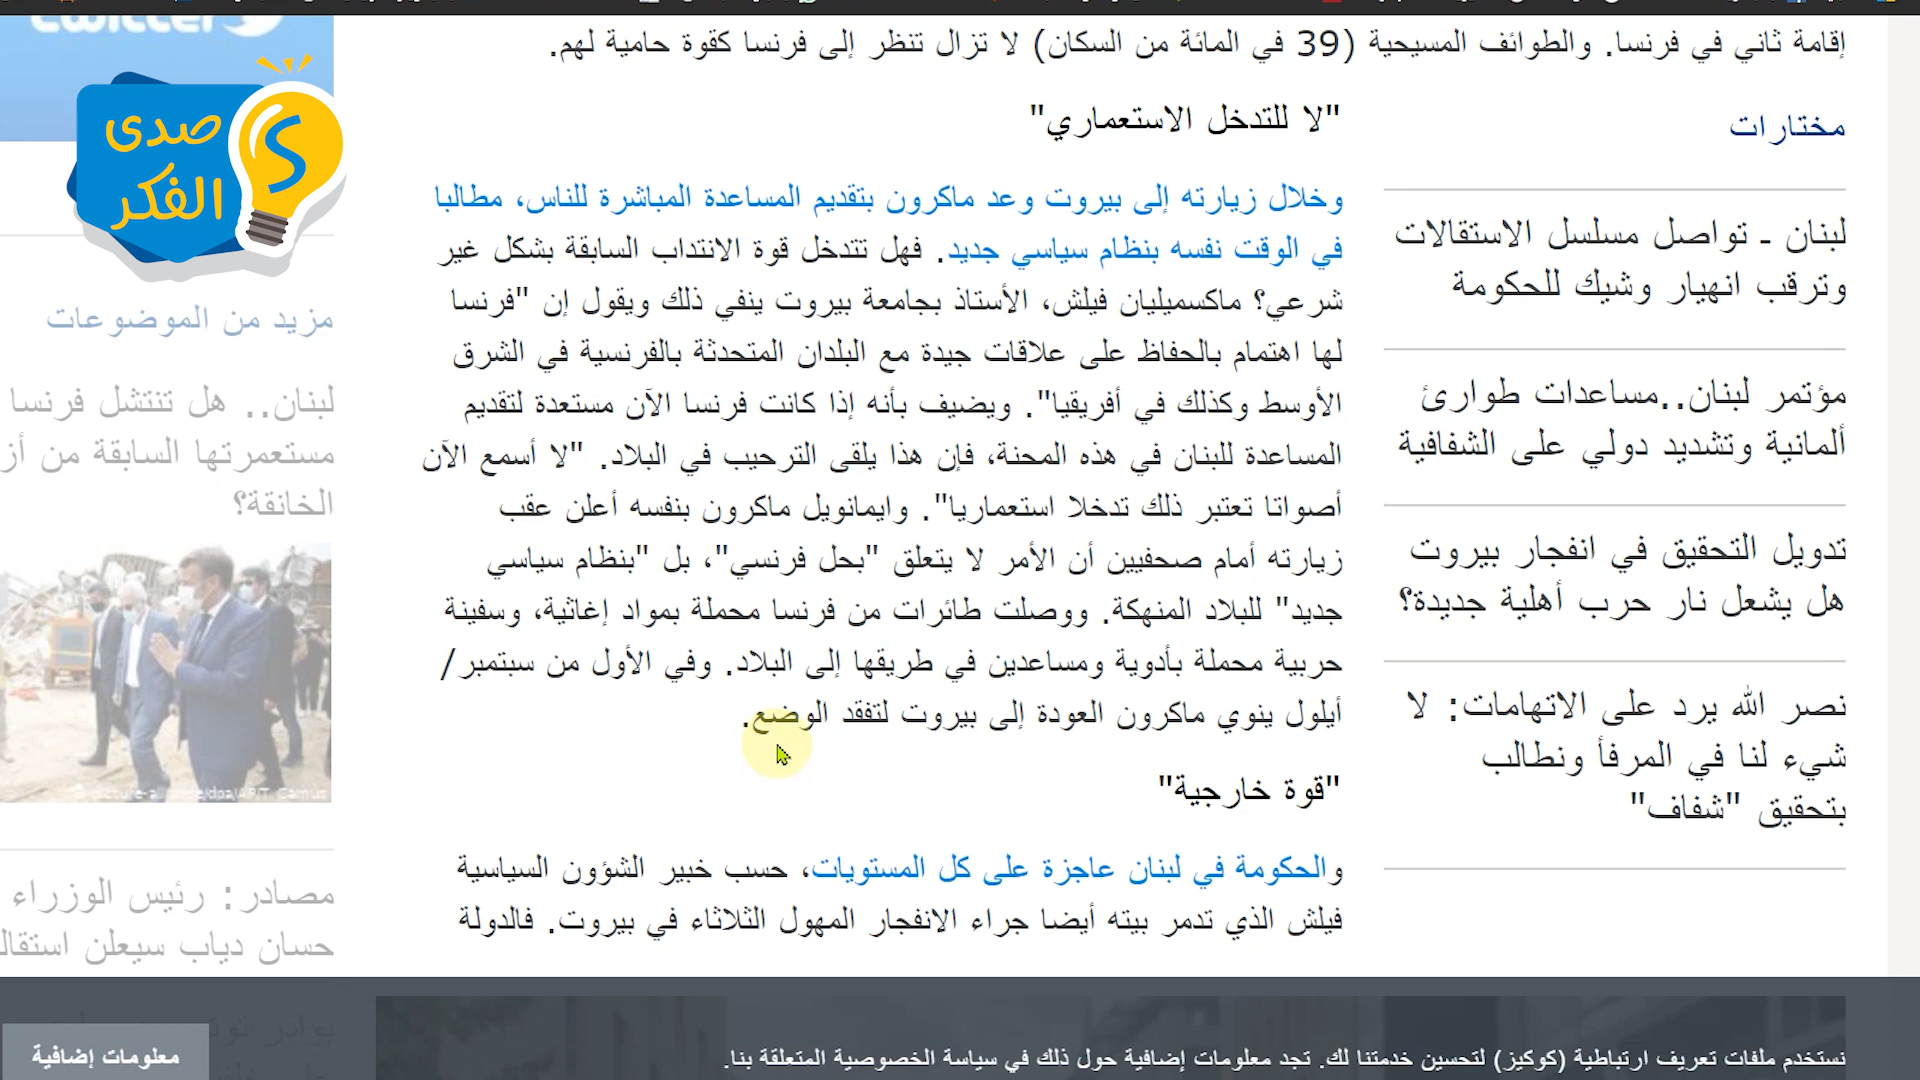 إقامة ثاني في فرنسا. والطوائف المسيحية (39 في المائة من السكان) لا تزال تنظر إلى فرنسا كقوة حامية لهم.
"لا للتدخل الاستعماري"
وخلال زيارته إلى بيروت وعد ماكرون بتقديم المساعدة المباشرة للناس، مطالبا
في الوقت نفسه بنظام سياسي جديد. فهل تتدخل قوة الانتداب السابقة بشكل غير
شرعي؟ ماكسميليان فيلش، الأستاذ بجامعة بيروت ينفي ذلك ويقول إن "فرنسا
لها اهتمام بالحفاظ على علاقات جيدة مع البلدان المتحدثة بالفرنسية في الشرق
الأوسط وكذلك في أفريقيا". ويضيف بأنه إذا كانت فرنسا الآن مستعدة لتقديم
المساعدة للبنان في هذه المحنة، فإن هذا يلقى الترحيب في البلاد. "لا أسمع الآن
أصواتا تعتبر ذلك تدخلا استعماريا". وايمانويل ماكرون بنفسه أعلن عقب
زيارته أمام صحفيين أن الأمر لا يتعلق "بحل فرنسي"، بل "بنظام سياسي
جديد" للبلاد المنهكة. ووصلت طائرات من فرنسا محملة بمواد إغاثية، وسفينة
حربية محملة بأدوية ومساعدين في طريقها إلى البلاد. وفي الأول من سبتمبر/
أيلول ينوي ماكرون العودة إلى بيروت لتفقد الوضع.
"قوة خارجية"
والحكومة في لبنان عاجزة على كل المستويات، حسب خبير الشؤون السياسية
فيلش الذي تدمر بيته أيضا جراء الانفجار المهول الثلاثاء في بيروت. فالدولة
مختارات
لبنان ـ تواصل مسلسل الاستقالات
وترقب انهيار وشيك للحكومة
مؤتمر لبنان..مساعدات طوارئ
ألمانية وتشديد دولي على الشفافية
تدويل التحقيق في انفجار بيروت
هل يشعل نار حرب أهلية جديدة؟
نصر الله يرد على الاتهامات: لا
شيء لنا في المرفأ ونطالب
بتحقيق "شفاف"
twitter
صدى
الفكر
مزيد من الموضوعات
لبنان.. هل تنتشل فرنسا
مستعمرتها السابقة من أز
الخانقة؟
مصادر: رئيس الوزراء
حسان دياب سيعلن استقال
نستخدم ملفات تعريف ارتباطية (كوكيز) لتحسين خدمتنا لك. تجد معلومات إضافية حول ذلك في سياسة الخصوصية المتعلقة بنا.
معلومات إضافية